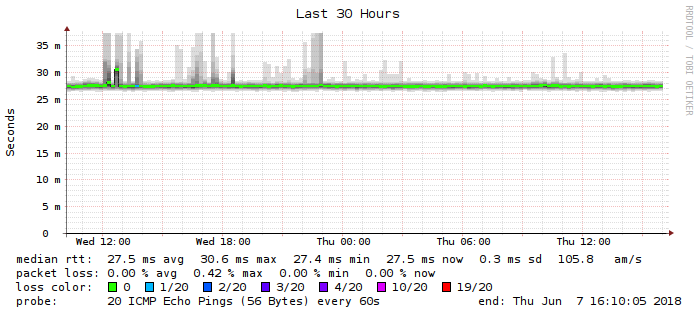 Last 30 Hours
RRDTOOL / TOBI OETIKER
Seconds
35 m
30 m
25 m
20 m
15 m
10 m
5 m
0
Wed 12:00 Wed 18:00 Thu 00:00 Thu 06:00 Thu 12:00
median rtt: 27.5 ms avg 30.6 ms max 27.4 ms min 27.5 ms now 0.3 ms sd 105.8 am/s
packet loss: 0.00 % avg 0.42 % max 0.00 % min 0.00 % now
loss color: 0 1/20 2/20 3/20 4/20 10/20 19/20
probe: 20 ICMP Echo Pings (56 Bytes) every 60s end: Thu Jun 7 16:10:05 2018